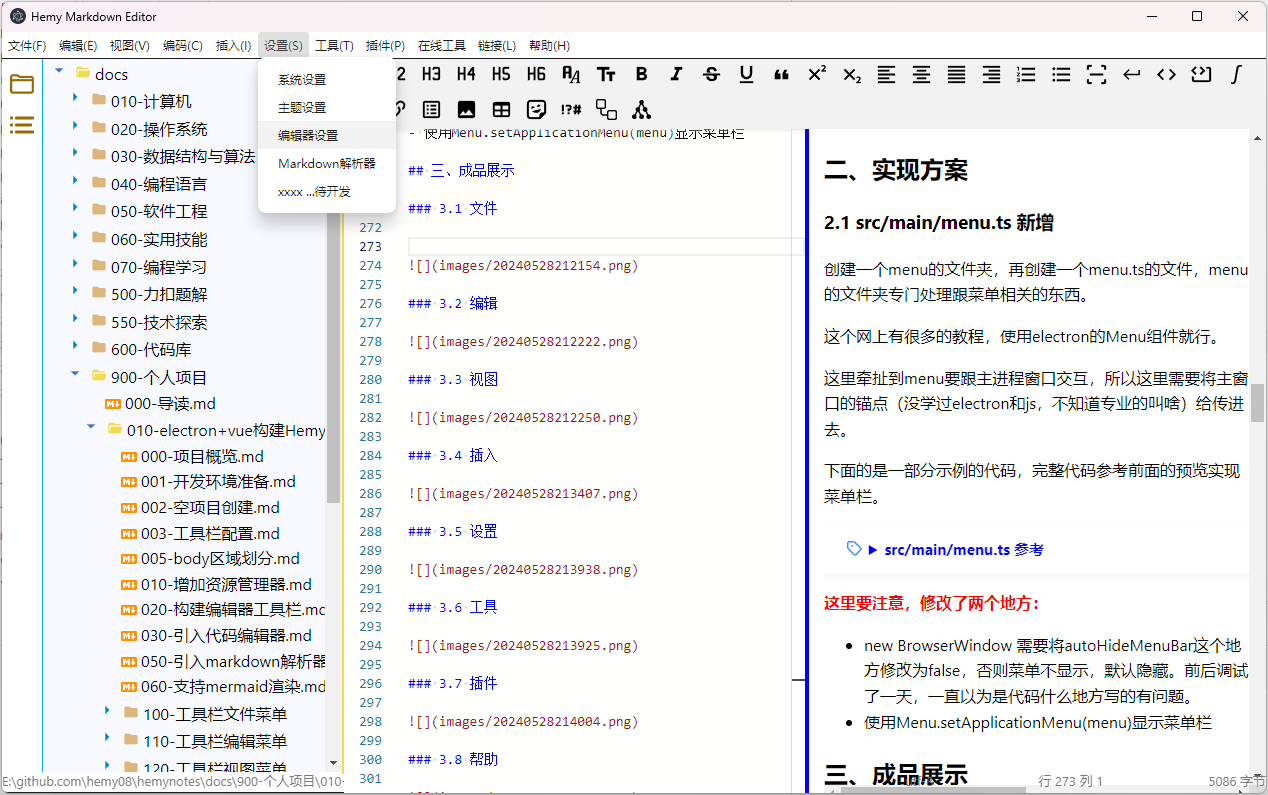 Hemy Markdown Editor
文件(F) 编辑(E) 视图(V) 编码(C) 插入(I) 设置(S) 工具(T) 插件(P) 在线工具 链接(L) 帮助(H)
系统设置
主题设置
编辑器设置
Markdown解析器
xxxx ...待开发
2 H3 H4 H5 H6 B I S U X² X₂ !?#
docs
010-计算机
020-操作系统
030-数据结构与算法
040-编程语言
050-软件工程
060-实用技能
070-编程学习
500-力扣题解
550-技术探索
600-代码库
900-个人项目
000-导读.md
010-electron+vue构建Hemy
000-项目概览.md
001-开发环境准备.md
002-空项目创建.md
003-工具栏配置.md
005-body区域划分.md
010-增加资源管理器.md
020-构建编辑器工具栏.md
030-引入代码编辑器.md
050-引入markdown解析器
060-支持mermaid渲染.md
100-工具栏文件菜单
110-工具栏编辑菜单
120-工具栏视图菜单
- 使用Menu.setApplicationMenu(menu)显示菜单栏
## 三、成品展示
### 3.1 文件
272
273
274 ![](images/20240528212154.png)
275
276 ### 3.2 编辑
277
278 ![](images/20240528212222.png)
279
280 ### 3.3 视图
281
282 ![](images/20240528212250.png)
283
284 ### 3.4 插入
285
286 ![](images/20240528213407.png)
287
288 ### 3.5 设置
289
290 ![](images/20240528213938.png)
291
292 ### 3.6 工具
293
294 ![](images/20240528213925.png)
295
296 ### 3.7 插件
297
298 ![](images/20240528214004.png)
299
300 ### 3.8 帮助
301
二、实现方案
2.1 src/main/menu.ts 新增
创建一个menu的文件夹，再创建一个menu.ts的文件，menu
的文件夹专门处理跟菜单相关的东西。
这个网上有很多的教程，使用electron的Menu组件就行。
这里牵扯到menu要跟主进程窗口交互，所以这里需要将主窗
口的锚点（没学过electron和js，不知道专业的叫啥）给传进
去。
下面的是一部分示例的代码，完整代码参考前面的预览实现
菜单栏。
src/main/menu.ts 参考
这里要注意，修改了两个地方：
new BrowserWindow 需要将autoHideMenuBar这个地
方修改为false，否则菜单不显示，默认隐藏。前后调试
了一天，一直以为是代码什么地方写的有问题。
使用Menu.setApplicationMenu(menu)显示菜单栏
三、成品展示
E:\github.com\hemy08\hemynotes\docs\900-个人项目\010-
行 273 列 1
5086 字节